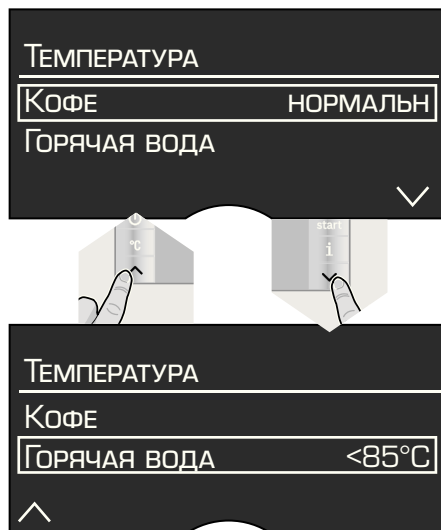 ТЕМПЕРАТУРА
КОФЕ НОРМАЛЬН
ГОРЯЧАЯ ВОДА
°C
start
i
ТЕМПЕРАТУРА
КОФЕ
ГОРЯЧАЯ ВОДА <85°C